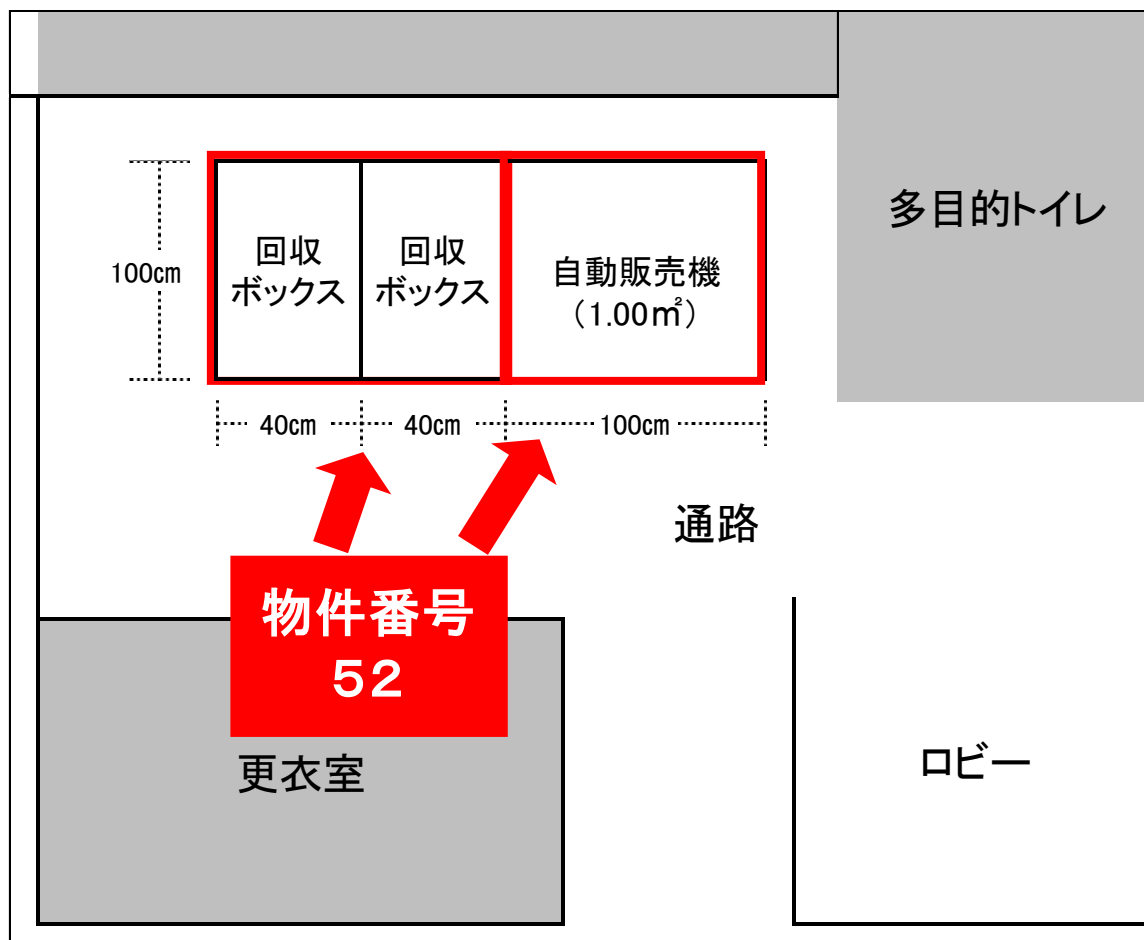 多目的トイレ
100㎝
回収
ボックス
回収
ボックス
自動販売機
（1.00㎡）
40㎝
40㎝
100㎝
通路
物件番号
５２
更衣室
ロビー